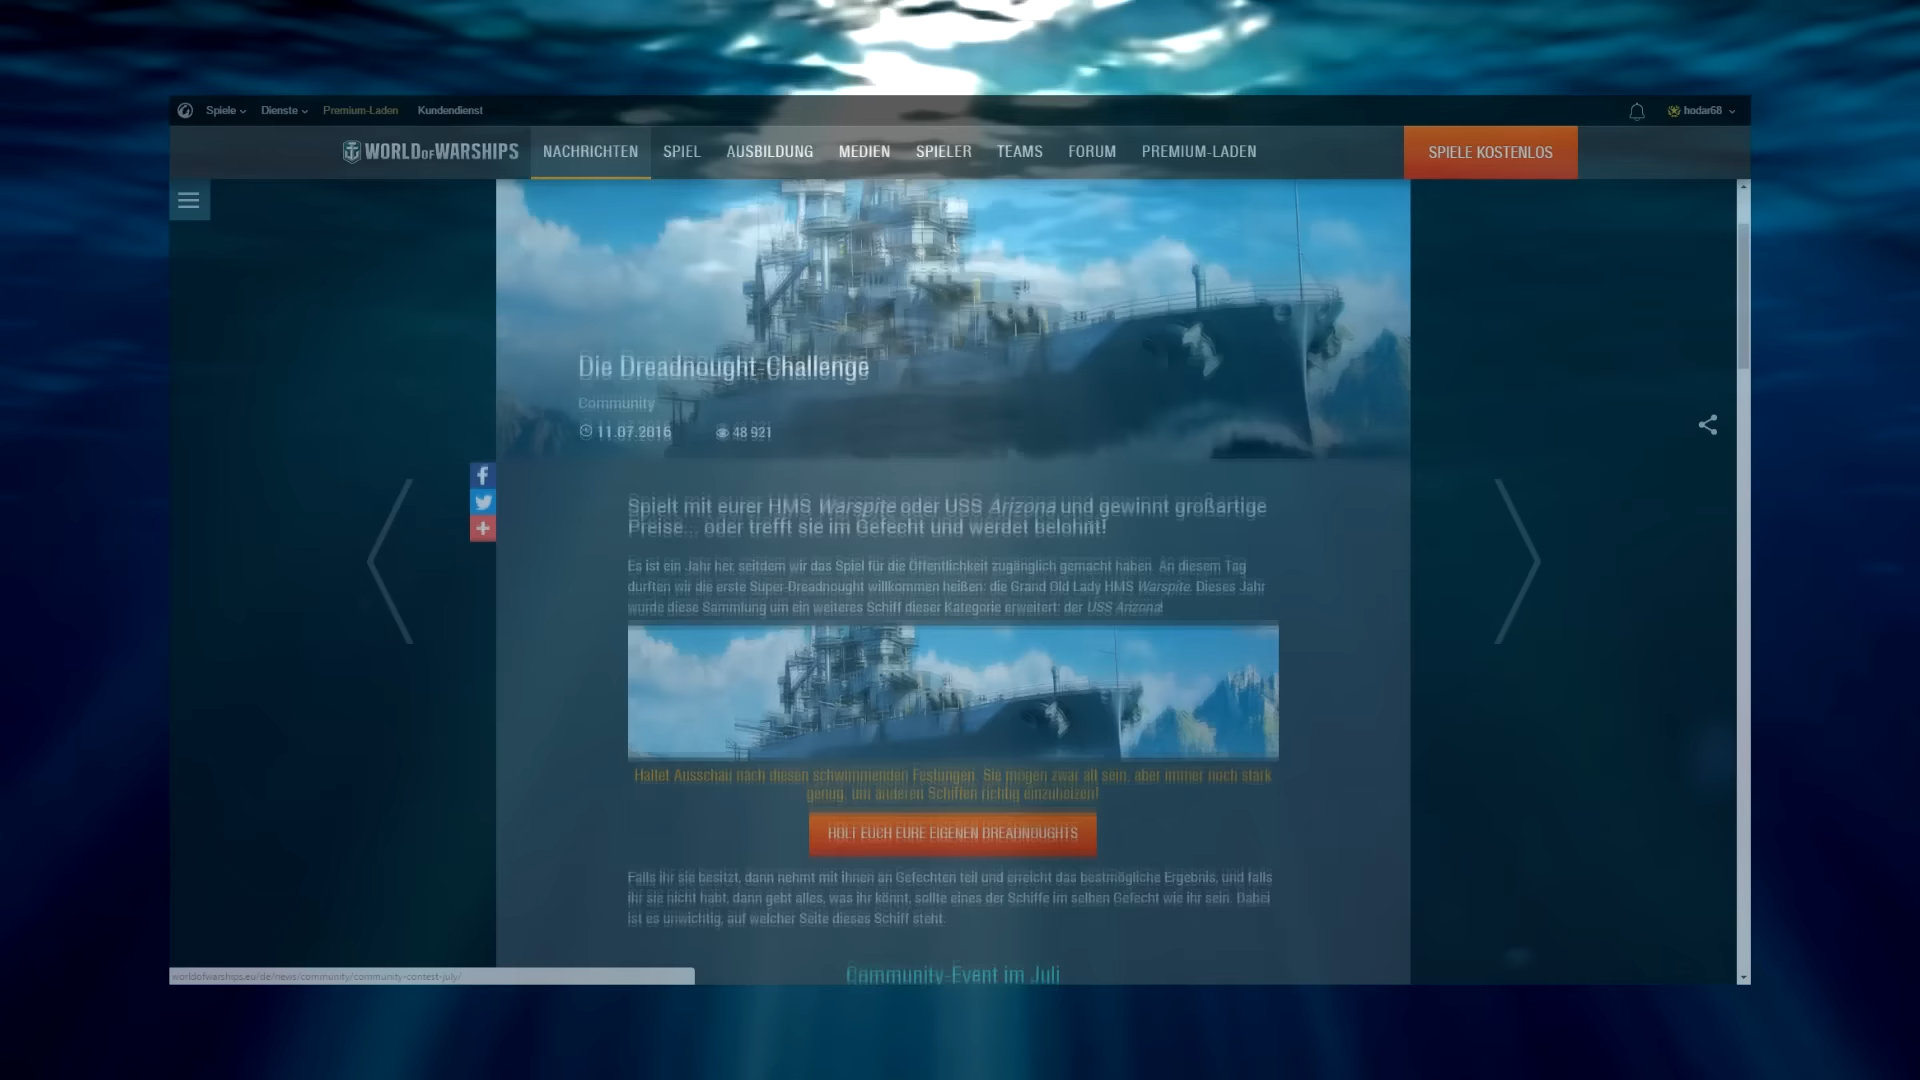 Spiele
Dienste
Premium-Laden
Kundendienst
hodar68
WORLD OF WARSHIPS
NACHRICHTEN
SPIEL
AUSBILDUNG
MEDIEN
SPIELER
TEAMS
FORUM
PREMIUM-LADEN
SPIELE KOSTENLOS
Die Dreadnought-Challenge
Community
11.07.2016
48 921
Spielt mit eurer HMS Warspite oder USS Arizona und gewinnt großartige
Preise... oder trefft sie im Gefecht und werdet belohnt!
Es ist ein Jahr her, seitdem wir das Spiel für die Öffentlichkeit zugänglich gemacht haben. An diesem Tag
durften wir die erste Super-Dreadnought willkommen heißen: die Grand Old Lady HMS Warspite. Dieses Jahr
wurde diese Sammlung um ein weiteres Schiff dieser Kategorie erweitert: der USS Arizona!
Haltet Ausschau nach diesen schwimmenden Festungen. Sie mögen zwar alt sein, aber immer noch stark
genug, um anderen Schiffen richtig einzuheizen!
HOLT EUCH EURE EIGENEN DREADNOUGHTS
Falls ihr sie besitzt, dann nehmt mit ihnen an Gefechten teil und erreicht das bestmögliche Ergebnis, und falls
ihr sie nicht habt, dann gebt alles, was ihr könnt, sollte eines der Schiffe im selben Gefecht wie ihr sein. Dabei
ist es unwichtig, auf welcher Seite dieses Schiff steht.
Community-Event im Juli
worldofwarships.eu/de/news/community/community-contest-july/